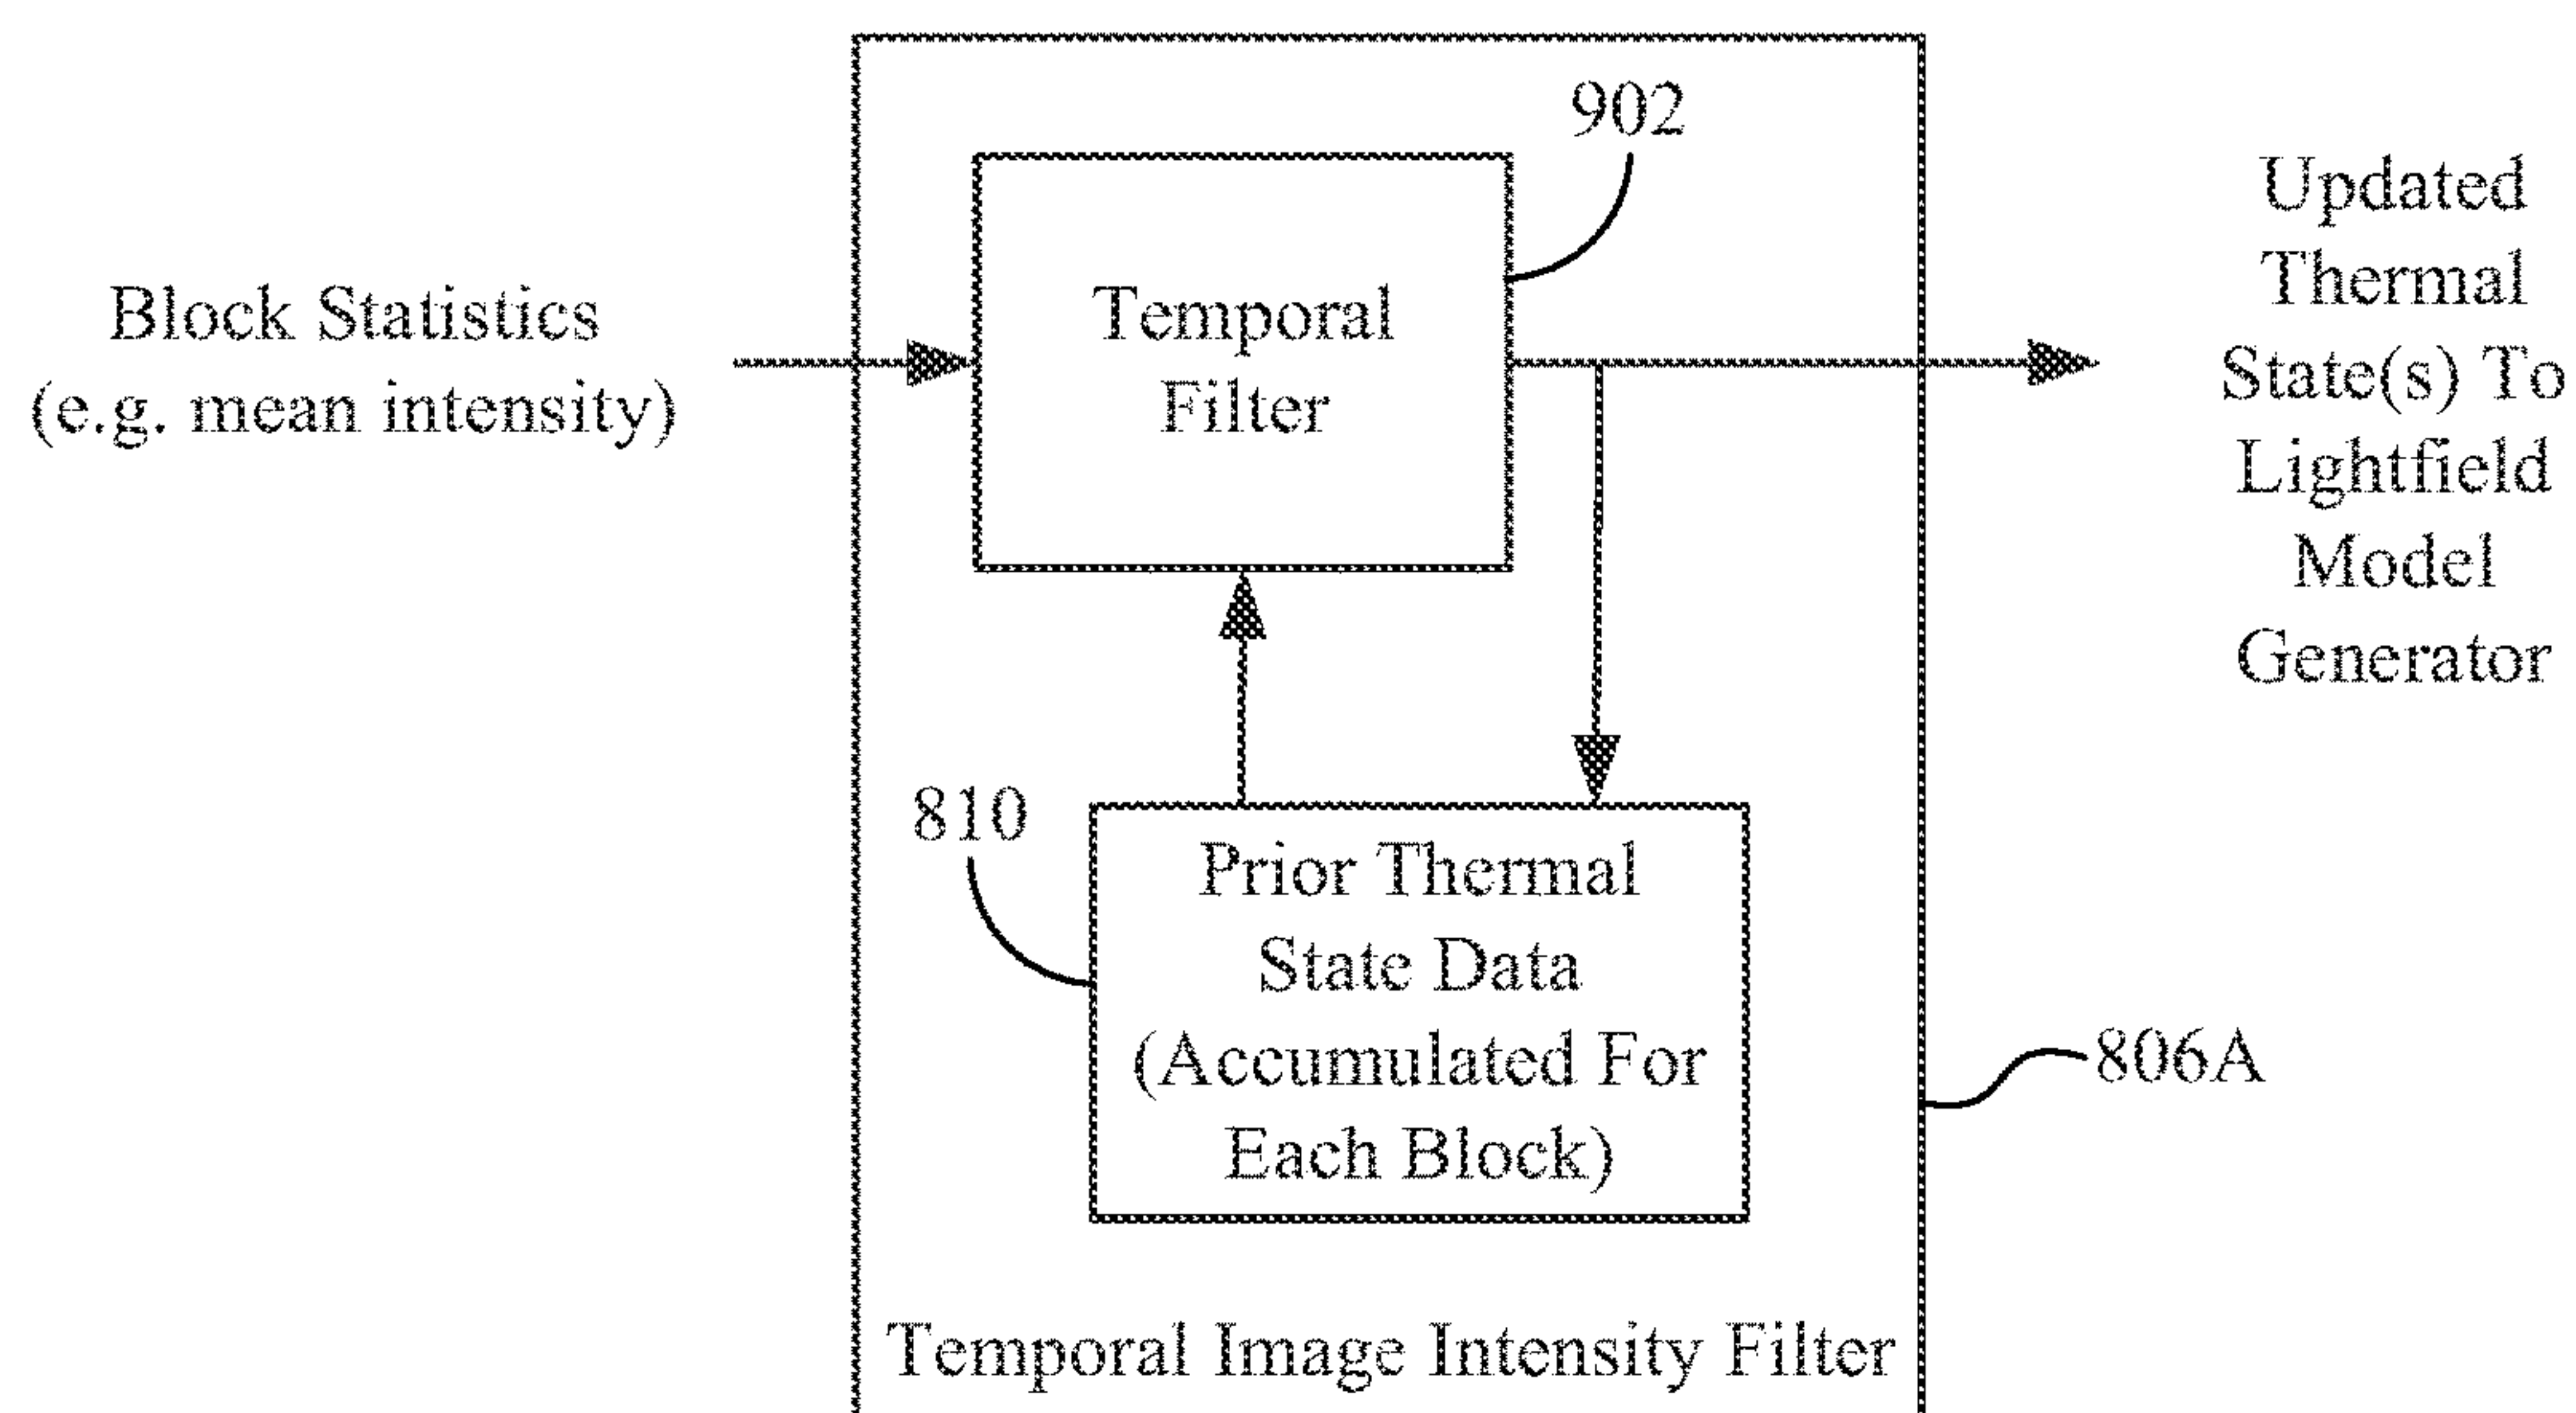 902
Block Statistics
(e.g. mean intensity)
Temporal
Filter
Updated
Thermal
State(s) To
Lightfield
Model
Generator
810
Prior Thermal
State Data
(Accumulated For
Each Block)
806A
Temporal Image Intensity Filter